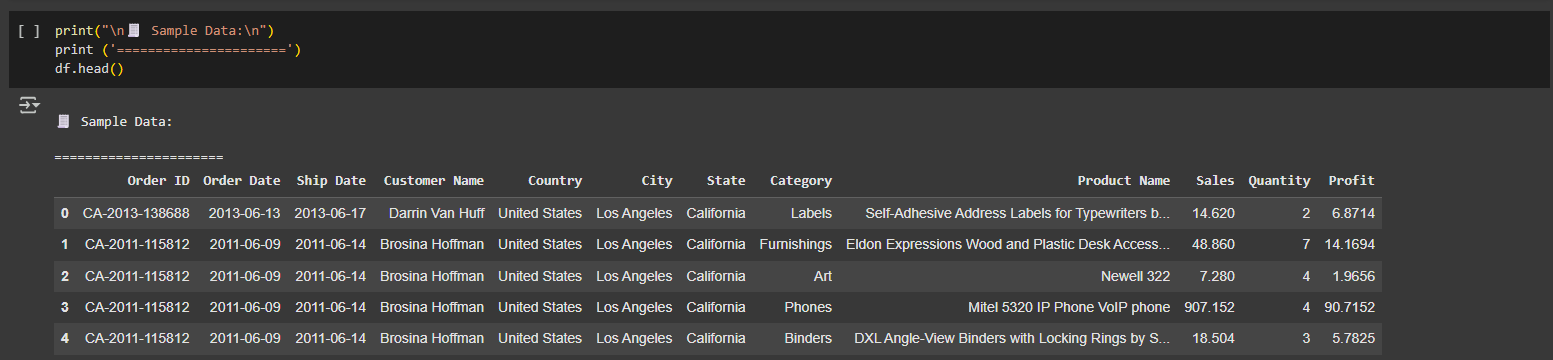 [ ] print("\n🧾 Sample Data:\n")
print ('======================')
df.head()
🧾 Sample Data:
======================
Order ID Order Date Ship Date Customer Name Country City State Category Product Name Sales Quantity Profit
0 CA-2013-138688 2013-06-13 2013-06-17 Darrin Van Huff United States Los Angeles California Labels Self-Adhesive Address Labels for Typewriters b... 14.620 2 6.8714
1 CA-2011-115812 2011-06-09 2011-06-14 Brosina Hoffman United States Los Angeles California Furnishings Eldon Expressions Wood and Plastic Desk Access... 48.860 7 14.1694
2 CA-2011-115812 2011-06-09 2011-06-14 Brosina Hoffman United States Los Angeles California Art Newell 322 7.280 4 1.9656
3 CA-2011-115812 2011-06-09 2011-06-14 Brosina Hoffman United States Los Angeles California Phones Mitel 5320 IP Phone VoIP phone 907.152 4 90.7152
4 CA-2011-115812 2011-06-09 2011-06-14 Brosina Hoffman United States Los Angeles California Binders DXL Angle-View Binders with Locking Rings by S... 18.504 3 5.7825